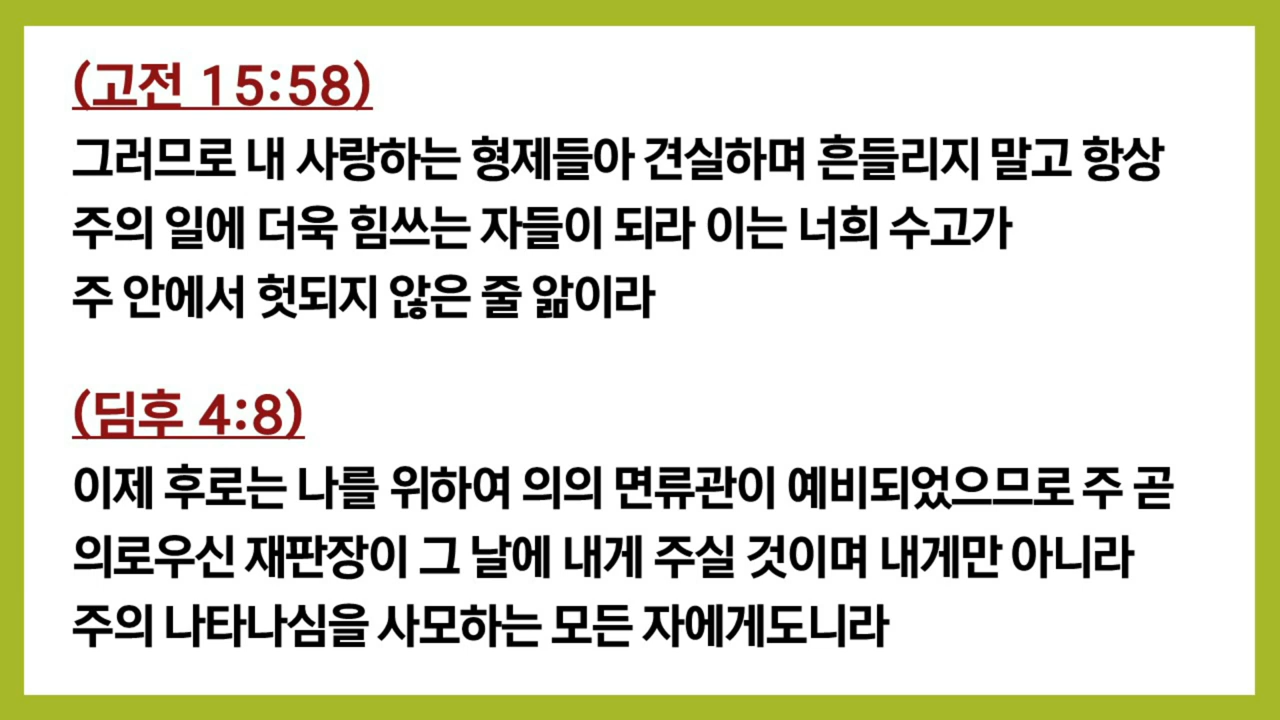 (고전 15:58)
그러므로 내 사랑하는 형제들아 견실하며 흔들리지 말고 항상
주의 일에 더욱 힘쓰는 자들이 되라 이는 너희 수고가
주 안에서 헛되지 않은 줄 앎이라
(딤후 4:8)
이제 후로는 나를 위하여 의의 면류관이 예비되었으므로 주 곧
의로우신 재판장이 그 날에 내게 주실 것이며 내게만 아니라
주의 나타나심을 사모하는 모든 자에게도니라